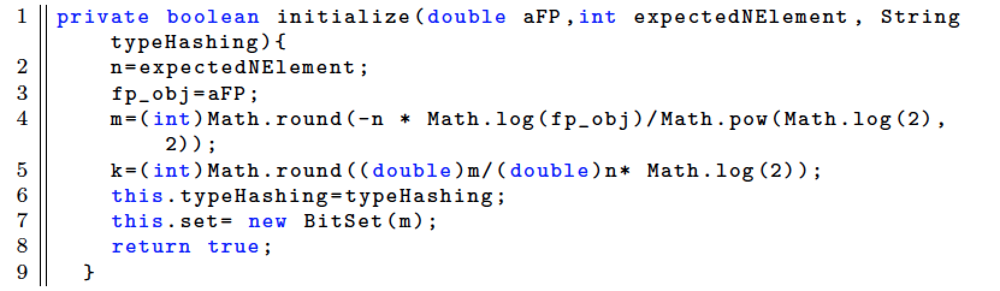 1 private boolean initialize(double aFP,int expectedNElement, String
typeHashing){
2 n=expectedNElement;
3 fp_obj=aFP;
4 m=(int)Math.round(-n * Math.log(fp_obj)/Math.pow(Math.log(2),
2));
5 k=(int)Math.round((double)m/(double)n* Math.log(2));
6 this.typeHashing=typeHashing;
7 this.set= new BitSet(m);
8 return true;
9 }